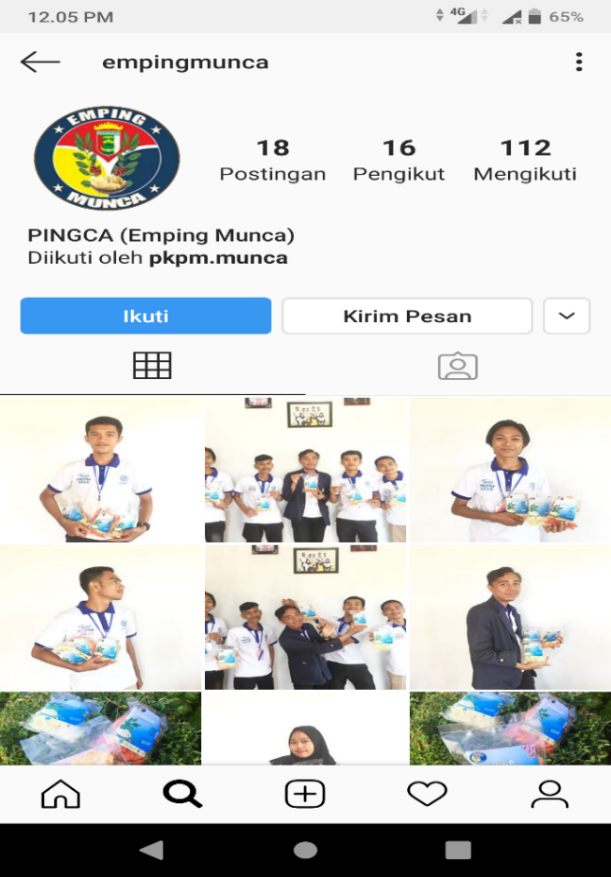 12.05 PM
4G
65%
empingmunca
EMPING
MUNCA
18
Postingan
16
Pengikut
112
Mengikuti
PINGCA (Emping Munca)
Diikuti oleh pkpm.munca
Ikuti
Kirim Pesan